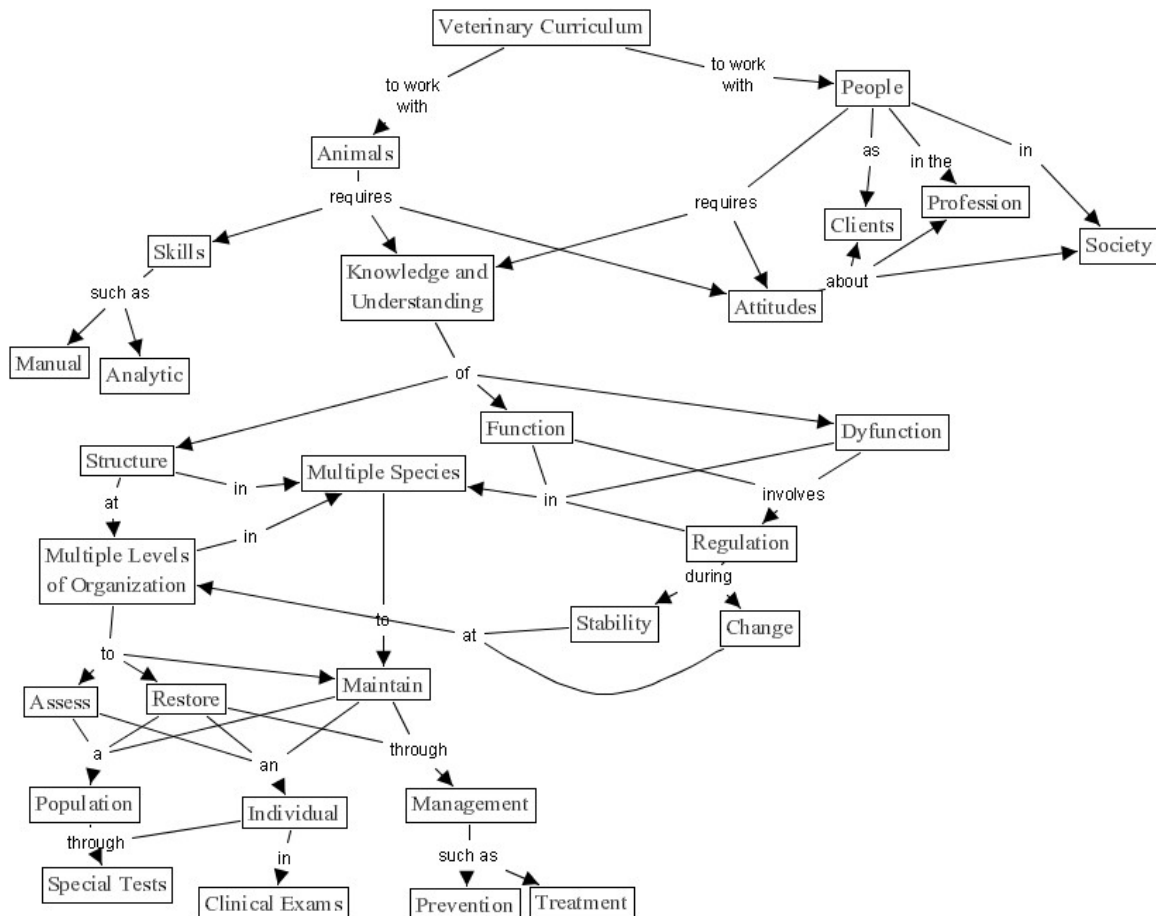 Veterinary Curriculum
to work
with
to work
with
People
Animals
as
in the
in
requires
requires
Profession
Clients
Society
Skills
Knowledge and
Understanding
such as
about
Attitudes
Manual
Analytic
of
Function
Dyfunction
Structure
Multiple Species
in
in
involves
at
in
Regulation
Multiple Levels
of Organization
during
to
Stability
Change
at
to
Maintain
Assess
Restore
a
an
through
Population
Individual
Management
through
in
such as
Special Tests
Clinical Exams
Prevention
Treatment